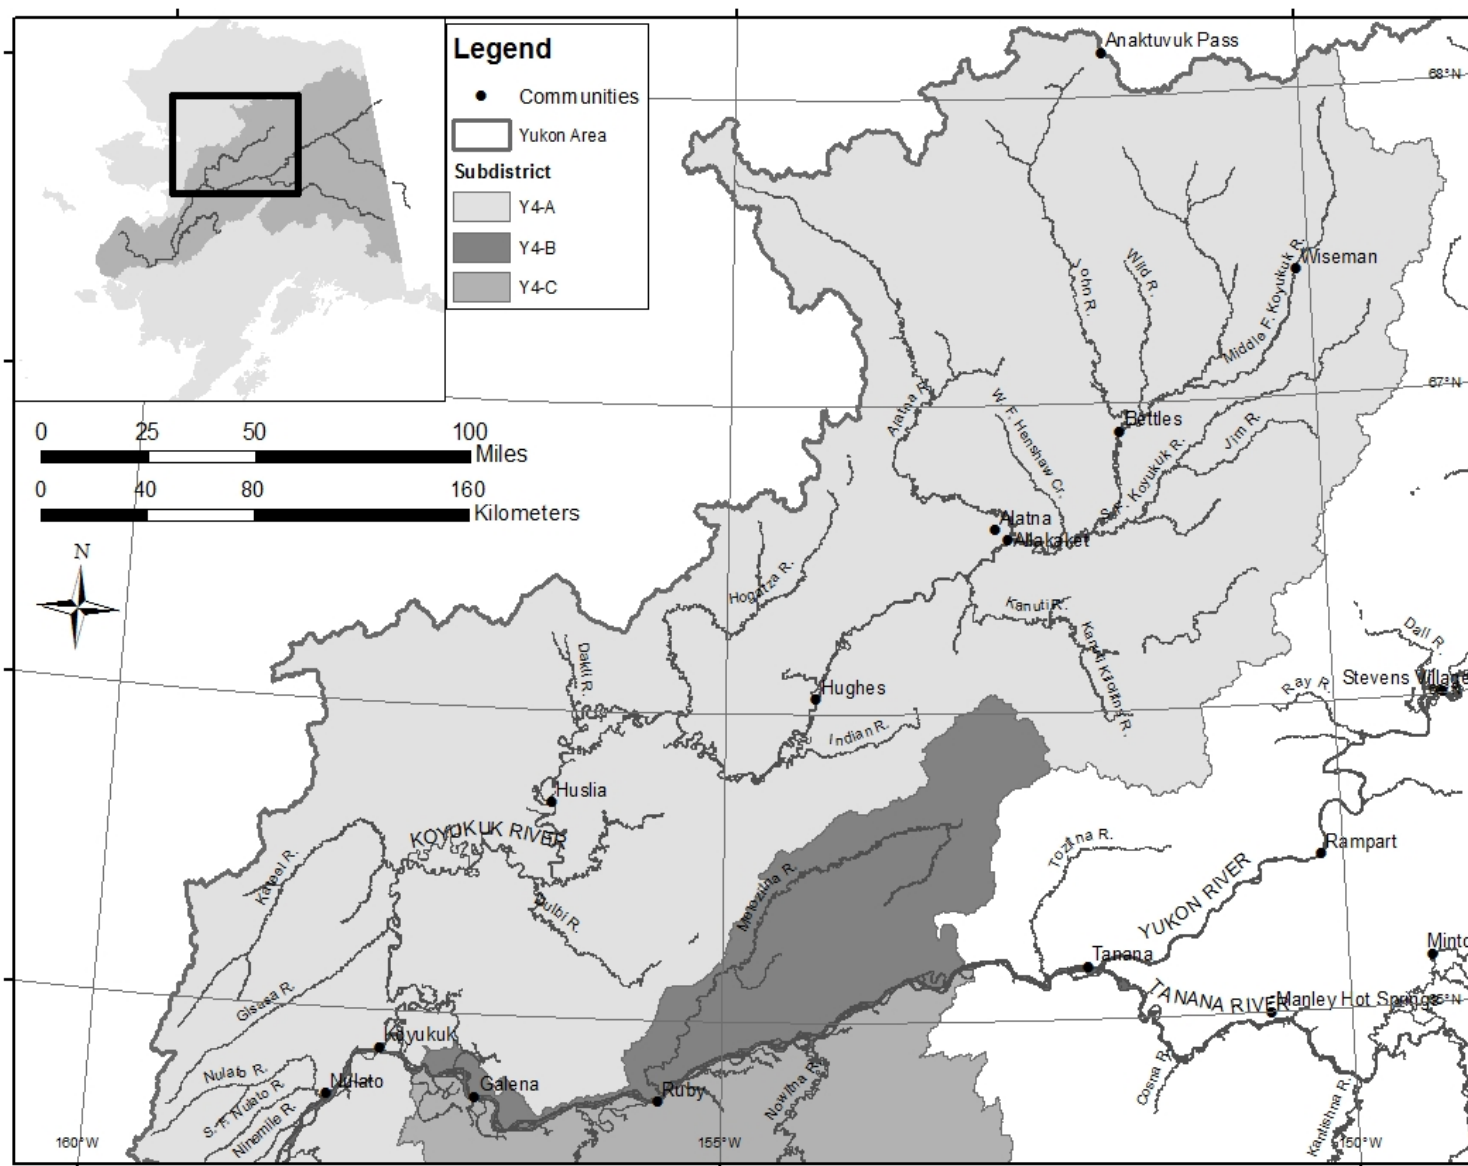 Legend
Communities
Yukon Area
Subdistrict
Y4-A
Y4-B
Y4-C
0 25 50 100
Miles
0 40 80 160
Kilometers
N
Anaktuvuk Pass
68°N
Wiseman
John R.
Wild R.
Middle F. Koyukuk R.
67°N
Alatna R.
W. F. Henshaw Cr.
Bettles
Jim R.
S.F. Koyukuk R.
Alatna
Allakaket
Hogatza R.
Kanuti R.
Kanuti Kilolitna R.
Dakli R.
Hughes
Indian R.
Dall R.
Stevens Village
Ray R.
Huslia
KOYUKUK RIVER
Kateel R.
Dulbi R.
Melozitna R.
Tozitna R.
Rampart
YUKON RIVER
Tanana
Minto
TANANA RIVER
Manley Hot Springs
65°N
Gisasa R.
Koyukuk
Nulato R.
Nulato
S. F. Nulato R.
Ninemile R.
Galena
Ruby
Nowitna R.
Cosna R.
Kantishna R.
160°W
155°W
150°W